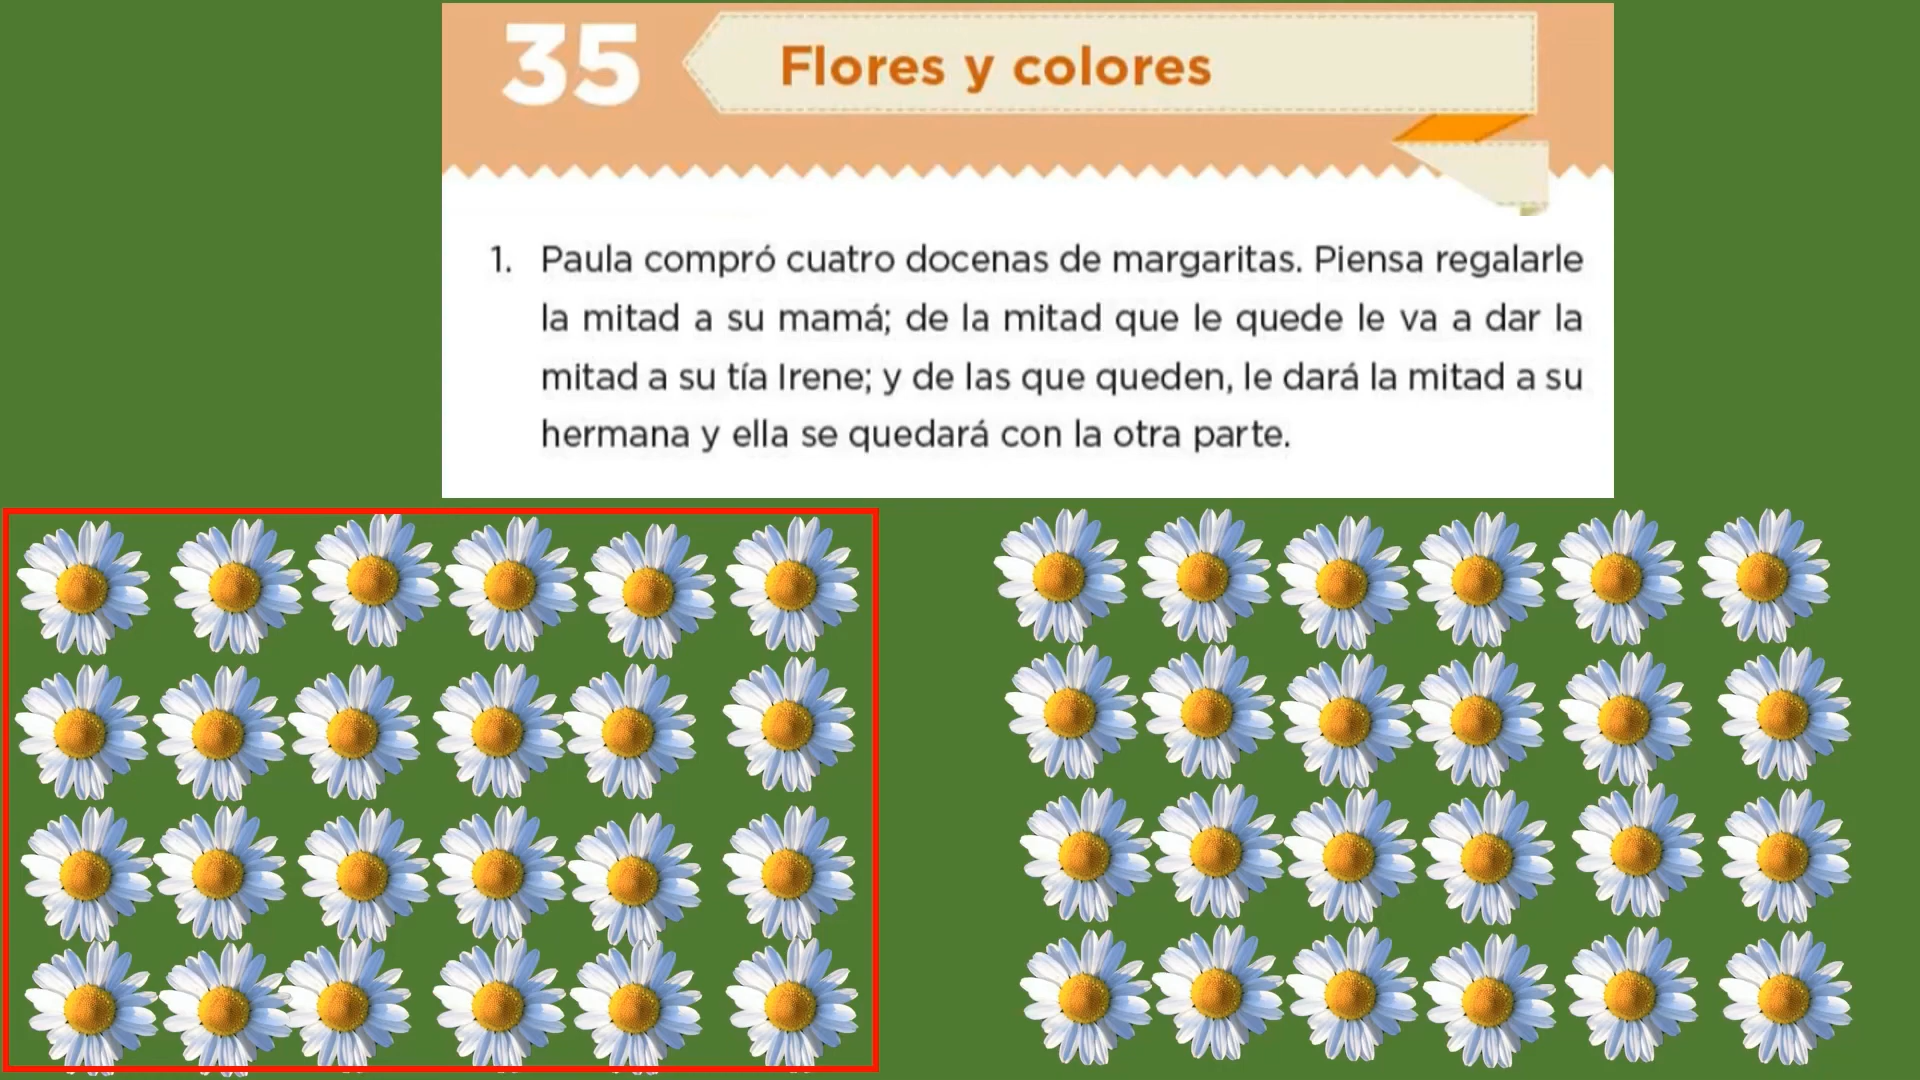 35 Flores y colores
1. Paula compró cuatro docenas de margaritas. Piensa regalarle
la mitad a su mamá; de la mitad que le quede le va a dar la
mitad a su tía Irene; y de las que queden, le dará la mitad a su
hermana y ella se quedará con la otra parte.